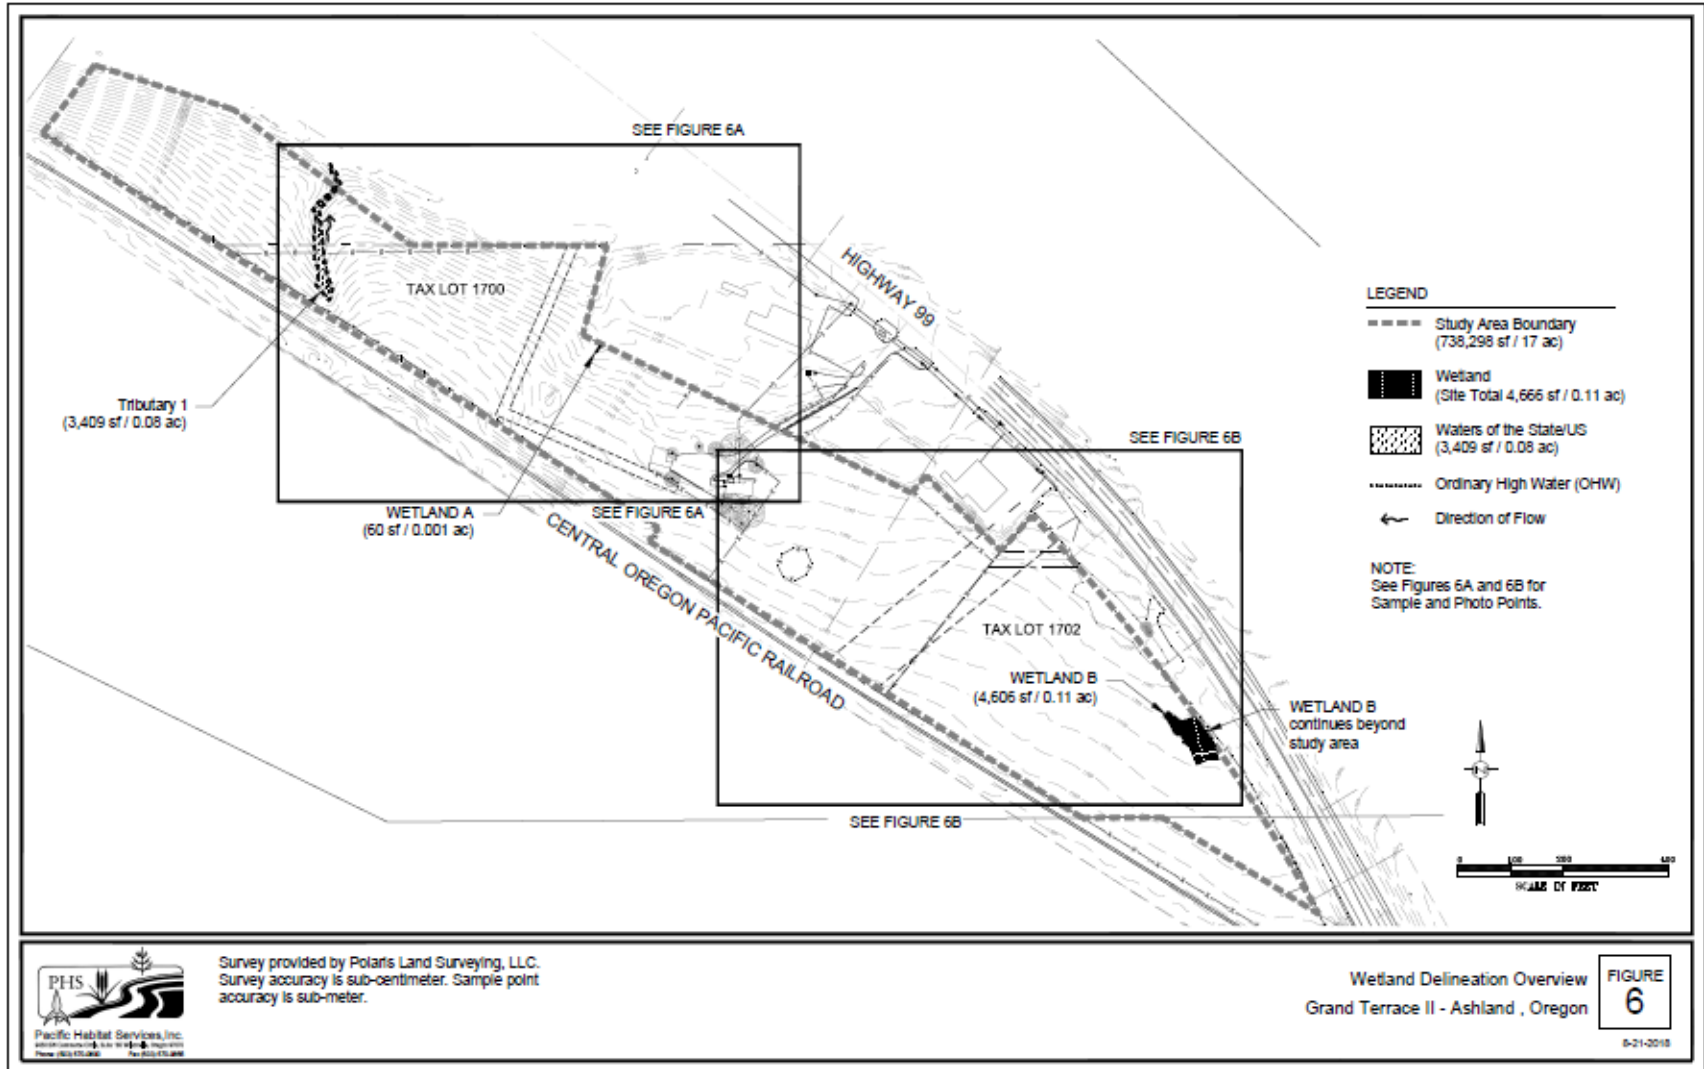 SEE FIGURE 6A
HIGHWAY 99
TAX LOT 1700
LEGEND
Study Area Boundary
(738,298 sf / 17 ac)
Wetland
(Site Total 4,666 sf / 0.11 ac)
Waters of the State/US
(3,409 sf / 0.08 ac)
Ordinary High Water (OHW)
Direction of Flow
NOTE:
See Figures 6A and 6B for
Sample and Photo Points.
Tributary 1
(3,409 sf / 0.08 ac)
SEE FIGURE 6B
WETLAND A
(60 sf / 0.001 ac)
SEE FIGURE 6A
CENTRAL OREGON PACIFIC RAILROAD
TAX LOT 1702
WETLAND B
(4,606 sf / 0.11 ac)
WETLAND B
continues beyond
study area
SEE FIGURE 6B
N
0 100 200 400
SCALE IN FEET
PHS
Pacific Habitat Services, Inc.
Survey provided by Polaris Land Surveying, LLC.
Survey accuracy is sub-centimeter. Sample point
accuracy is sub-meter.
Wetland Delineation Overview
Grand Terrace II - Ashland , Oregon
FIGURE
6
8-21-2018